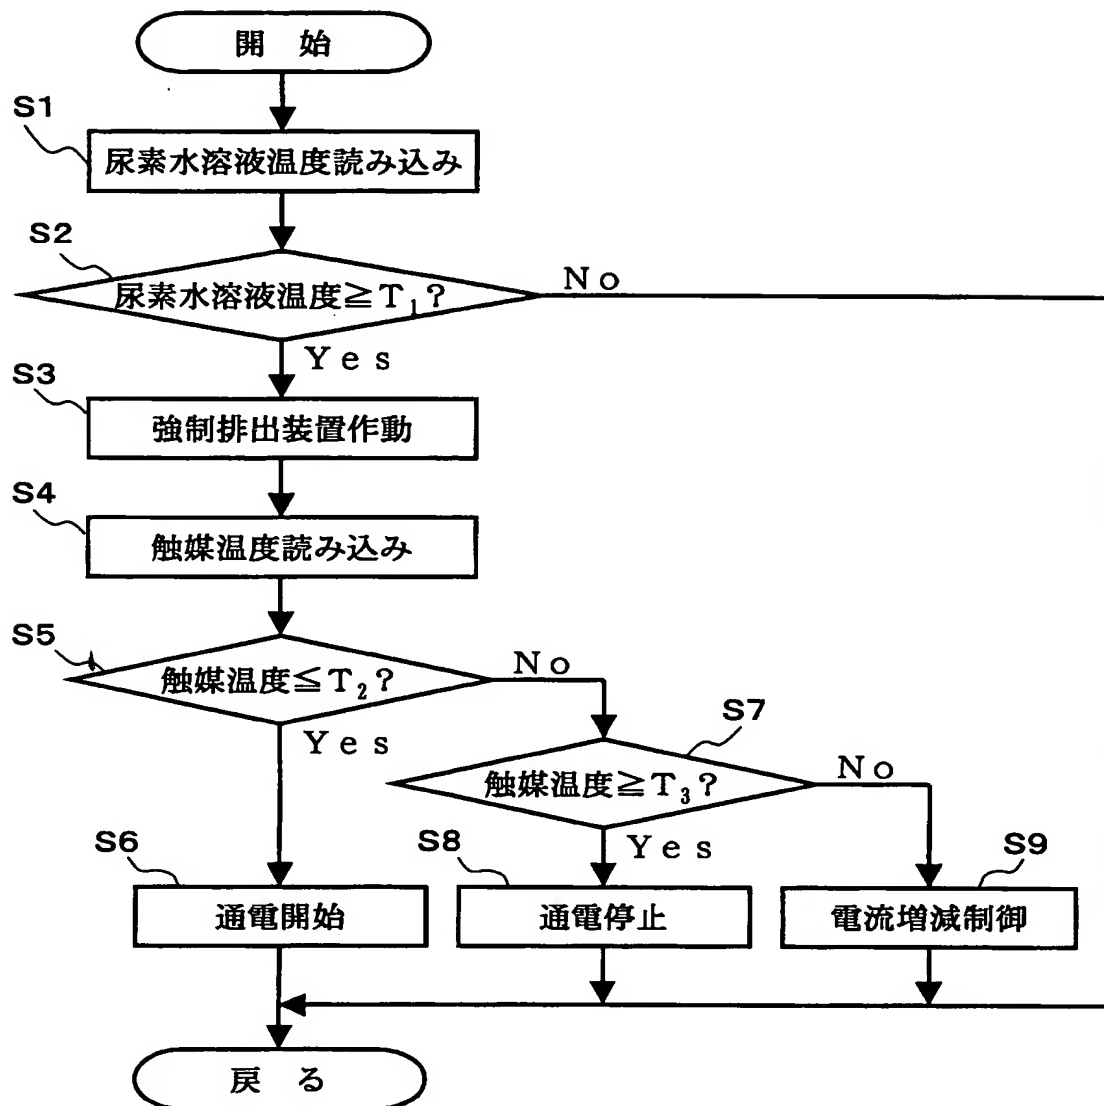 開 始
S1
尿素水溶液温度読み込み
S2
尿素水溶液温度≧T₁?
No
Yes
S3
強制排出装置作動
S4
触媒温度読み込み
S5
触媒温度≦T₂?
No
Yes
S7
触媒温度≧T₃?
No
Yes
S6
通電開始
S8
通電停止
S9
電流増減制御
戻 る